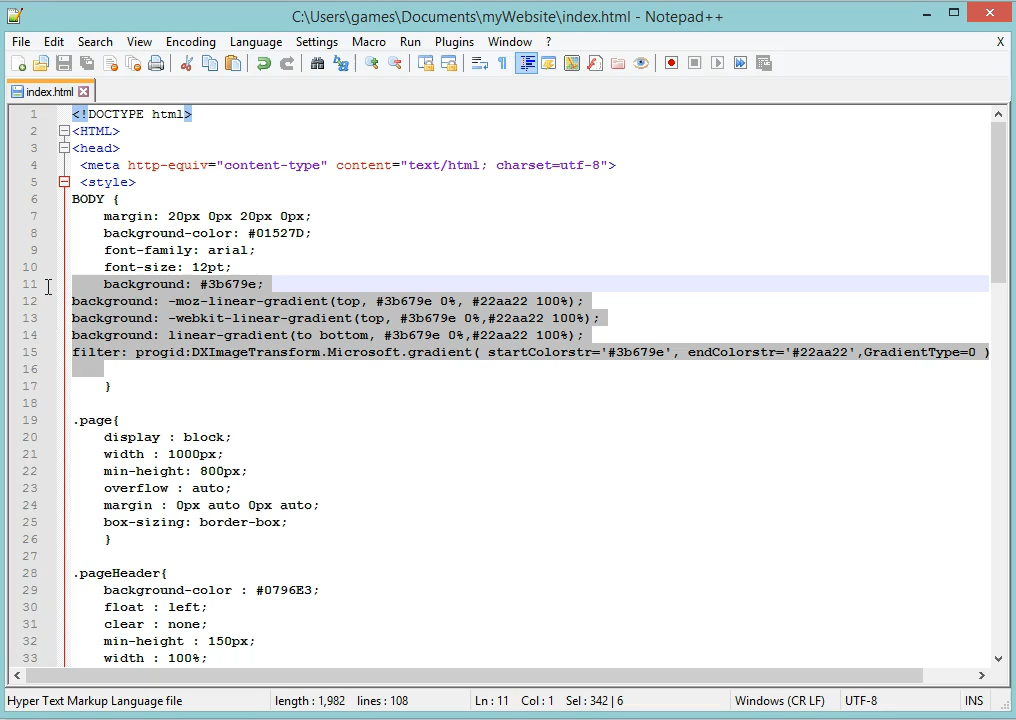 C:\Users\games\Documents\myWebsite\index.html - Notepad++
File Edit Search View Encoding Language Settings Macro Run Plugins Window ? X
index.html
1 <!DOCTYPE html>
2 <HTML>
3 <head>
4 <meta http-equiv="content-type" content="text/html; charset=utf-8">
5 <style>
6 BODY {
7 margin: 20px 0px 20px 0px;
8 background-color: #01527D;
9 font-family: arial;
10 font-size: 12pt;
11 background: #3b679e;
12 background: -moz-linear-gradient(top, #3b679e 0%, #22aa22 100%);
13 background: -webkit-linear-gradient(top, #3b679e 0%,#22aa22 100%);
14 background: linear-gradient(to bottom, #3b679e 0%,#22aa22 100%);
15 filter: progid:DXImageTransform.Microsoft.gradient( startColorstr='#3b679e', endColorstr='#22aa22',GradientType=0 )
16
17 }
18
19 .page{
20 display : block;
21 width : 1000px;
22 min-height: 800px;
23 overflow : auto;
24 margin : 0px auto 0px auto;
25 box-sizing: border-box;
26 }
27
28 .pageHeader{
29 background-color : #0796E3;
30 float : left;
31 clear : none;
32 min-height : 150px;
33 width : 100%;
Hyper Text Markup Language file length : 1,982 lines : 108 Ln : 11 Col : 1 Sel : 342 | 6 Windows (CR LF) UTF-8 INS